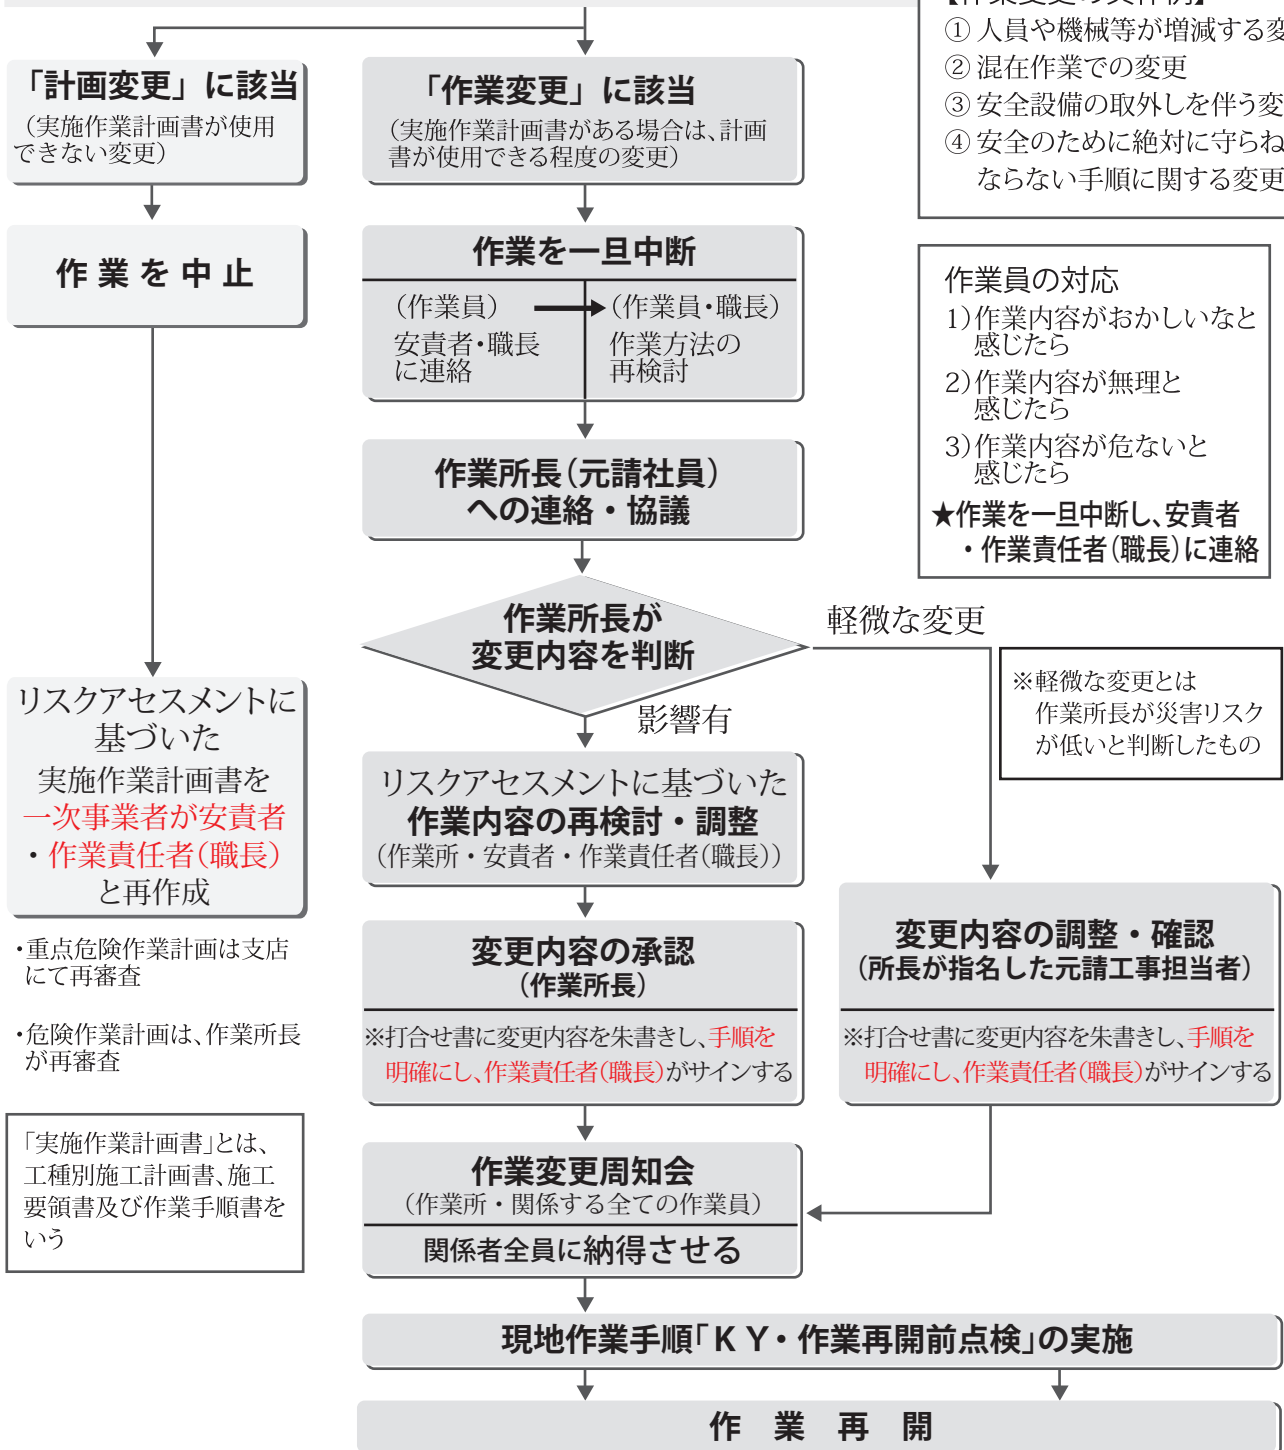 【作業変更の具体例】
① 人員や機械等が増減する変
② 混在作業での変更
③ 安全設備の取外しを伴う変
④ 安全のために絶対に守らね
ならない手順に関する変更
「計画変更」に該当
（実施作業計画書が使用
できない変更）
「作業変更」に該当
（実施作業計画書がある場合は、計画
書が使用できる程度の変更）
作業を中止
作業を一旦中断
（作業員）
安責者・職長
に連絡
（作業員・職長）
作業方法の
再検討
作業員の対応
1）作業内容がおかしいなと
感じたら
2）作業内容が無理と
感じたら
3）作業内容が危ないと
感じたら
★作業を一旦中断し、安責者
・作業責任者（職長）に連絡
作業所長（元請社員）
への連絡・協議
作業所長が
変更内容を判断
軽微な変更
影響有
※軽微な変更とは
作業所長が災害リスク
が低いと判断したもの
リスクアセスメントに
基づいた
実施作業計画書を
一次事業者が安責者
・作業責任者（職長）
と再作成
・重点危険作業計画は支店
にて再審査
・危険作業計画は、作業所長
が再審査
「実施作業計画書」とは、
工種別施工計画書、施工
要領書及び作業手順書を
いう
リスクアセスメントに基づいた
作業内容の再検討・調整
（作業所・安責者・作業責任者（職長））
変更内容の承認
（作業所長）
※打合せ書に変更内容を朱書きし、手順を
明確にし、作業責任者（職長）がサインする
変更内容の調整・確認
（所長が指名した元請工事担当者）
※打合せ書に変更内容を朱書きし、手順を
明確にし、作業責任者（職長）がサインする
作業変更周知会
（作業所・関係する全ての作業員）
関係者全員に納得させる
現地作業手順「ＫＹ・作業再開前点検」の実施
作業再開